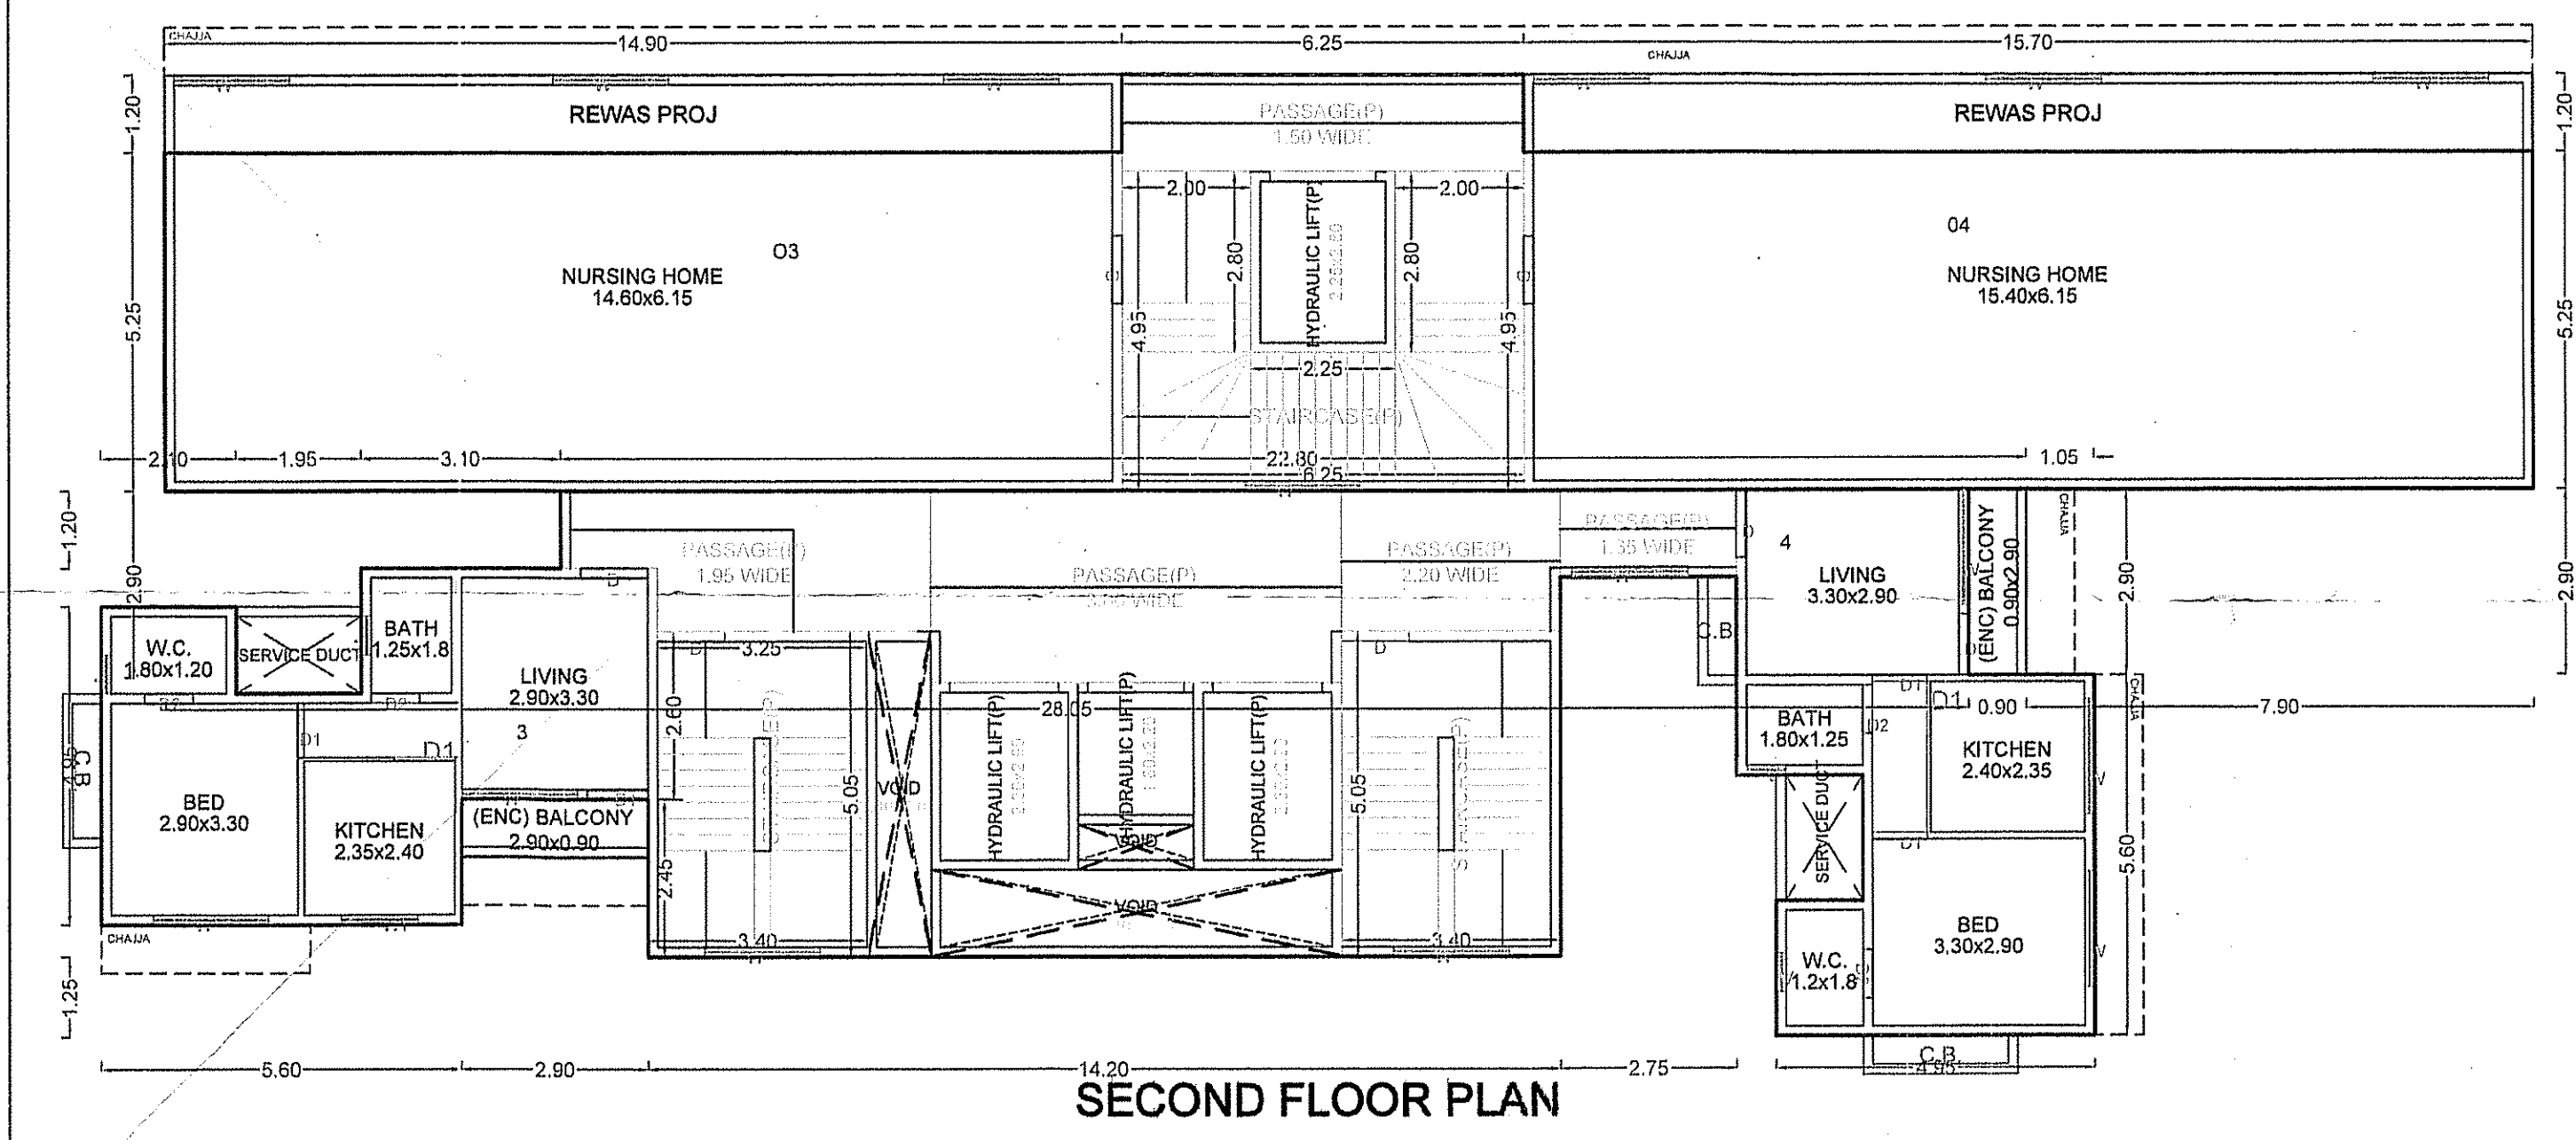 CHAJJA
14.90
6.25
15.70
CHAJJA
1.20
REWAS PROJ
PASSAGE(P)
1.50 WIDE
REWAS PROJ
1.20
2.00
2.00
O3
NURSING HOME
14.60x6.15
HYDRAULIC LIFT(P)
2.80
2.80
4.95
4.95
04
NURSING HOME
15.40x6.15
5.25
5.25
2.25
STAIRCASE(P)
2.10
1.95
3.10
22.80
6.25
1.05
1.20
2.90
PASSAGE(P)
1.95 WIDE
PASSAGE(P)
PASSAGE(P)
2.20 WIDE
PASSAGE(P)
1.35 WIDE
D
4
LIVING
3.30x2.90
(ENC) BALCONY
0.90x2.90
CHAJJA
2.90
2.90
W.C.
1.80x1.20
SERVICE DUCT
BATH
1.25x1.8
LIVING
2.90x3.30
3
D
3.25
2.60
28.05
D
C.B
BATH
1.80x1.25
D2
D1
D1
0.90
7.90
CHAJJA
KITCHEN
2.40x2.35
C.B
D2
D1
D1
BED
2.90x3.30
KITCHEN
2.35x2.40
(ENC) BALCONY
2.90x0.90
5.05
VOID
HYDRAULIC LIFT(P)
HYDRAULIC LIFT(P)
HYDRAULIC LIFT(P)
VOID
5.05
SERVICE DUCT
D1
5.60
2.45
VOID
3.40
3.40
BED
3.30x2.90
W.C.
1.2x1.8
CHAJJA
1.25
C.B.
5.60
2.90
14.20
2.75
4.95
SECOND FLOOR PLAN